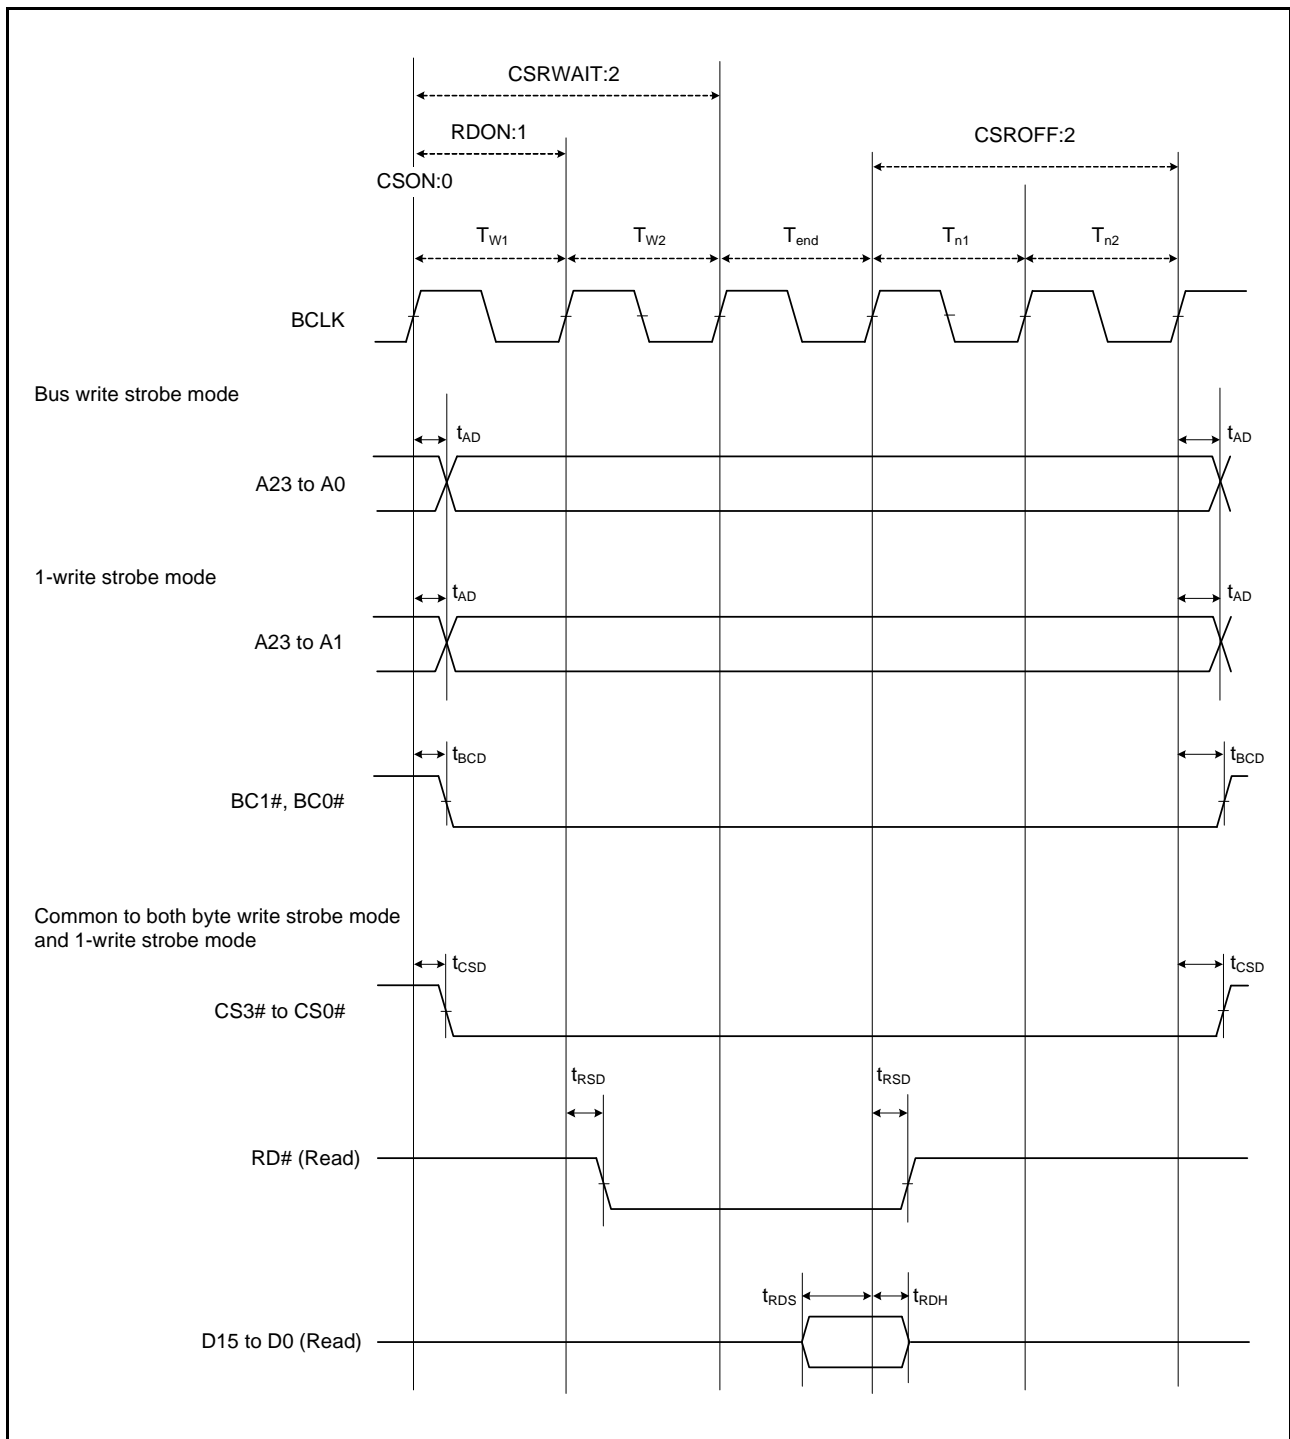 CSRWAIT:2
RDON:1
CSROFF:2
CSON:0
TW1
TW2
Tend
Tn1
Tn2
BCLK
Bus write strobe mode
tAD
tAD
A23 to A0
1-write strobe mode
tAD
tAD
A23 to A1
tBCD
tBCD
BC1#, BC0#
Common to both byte write strobe mode
and 1-write strobe mode
tCSD
tCSD
CS3# to CS0#
tRSD
tRSD
RD# (Read)
tRDS
tRDH
D15 to D0 (Read)